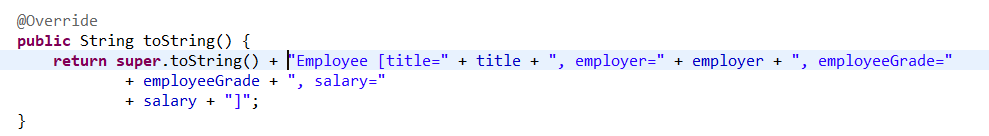 @Override
public String toString() {
return super.toString() + "Employee [title=" + title + ", employer=" + employer + ", employeeGrade="
+ employeeGrade + ", salary="
+ salary + "]";
}